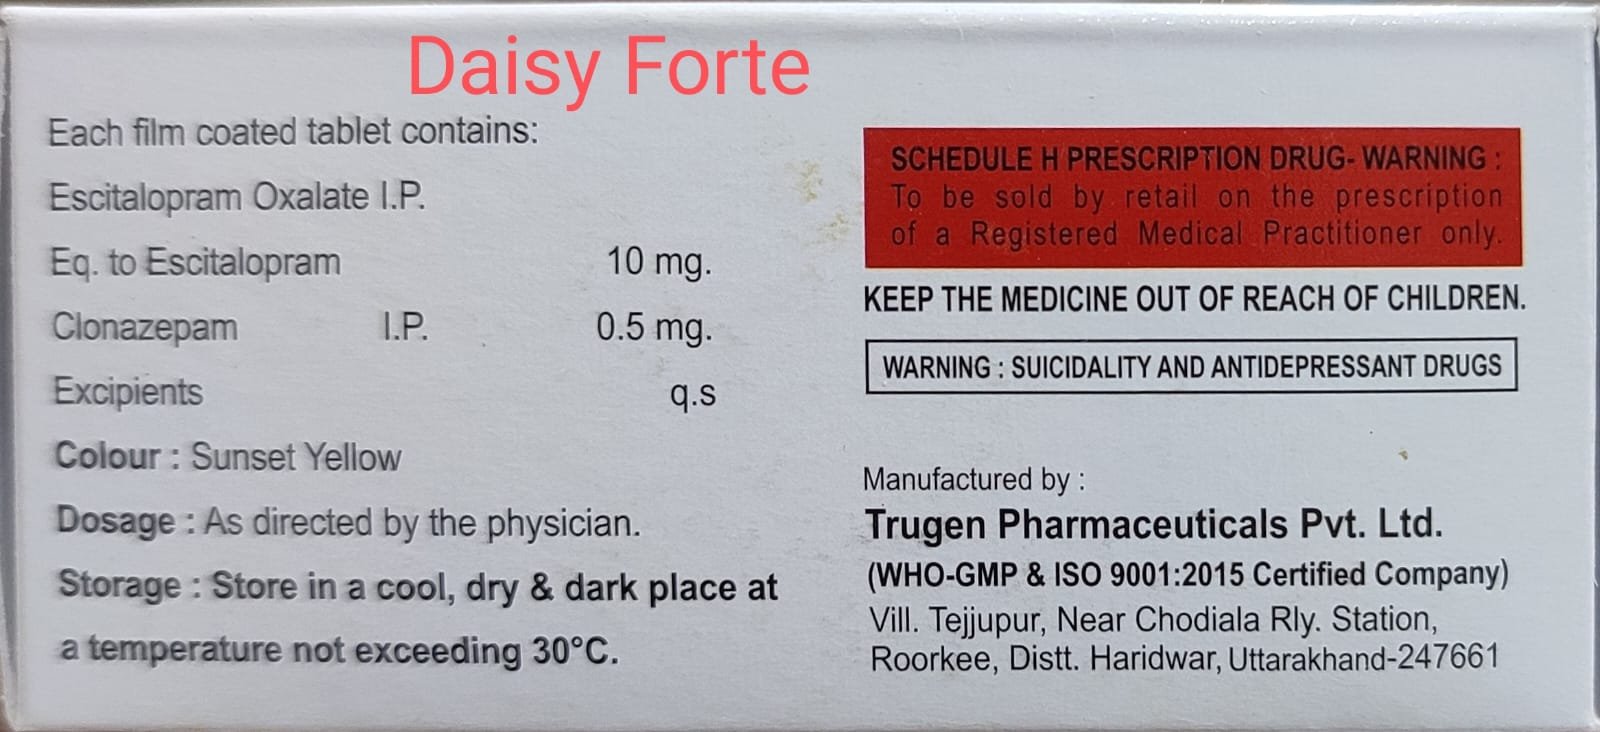 Daisy Forte
Each film coated tablet contains:
Escitalopram Oxalate I.P.
Eq. to Escitalopram 10 mg.
Clonazepam I.P. 0.5 mg.
Excipients q.s
Colour : Sunset Yellow
Dosage : As directed by the physician.
Storage : Store in a cool, dry & dark place at
a temperature not exceeding 30°C.
SCHEDULE H PRESCRIPTION DRUG- WARNING :
To be sold by retail on the prescription
of a Registered Medical Practitioner only.
KEEP THE MEDICINE OUT OF REACH OF CHILDREN.
WARNING : SUICIDALITY AND ANTIDEPRESSANT DRUGS
Manufactured by :
Trugen Pharmaceuticals Pvt. Ltd.
(WHO-GMP & ISO 9001:2015 Certified Company)
Vill. Tejjupur, Near Chodiala Rly. Station,
Roorkee, Distt. Haridwar, Uttarakhand-247661